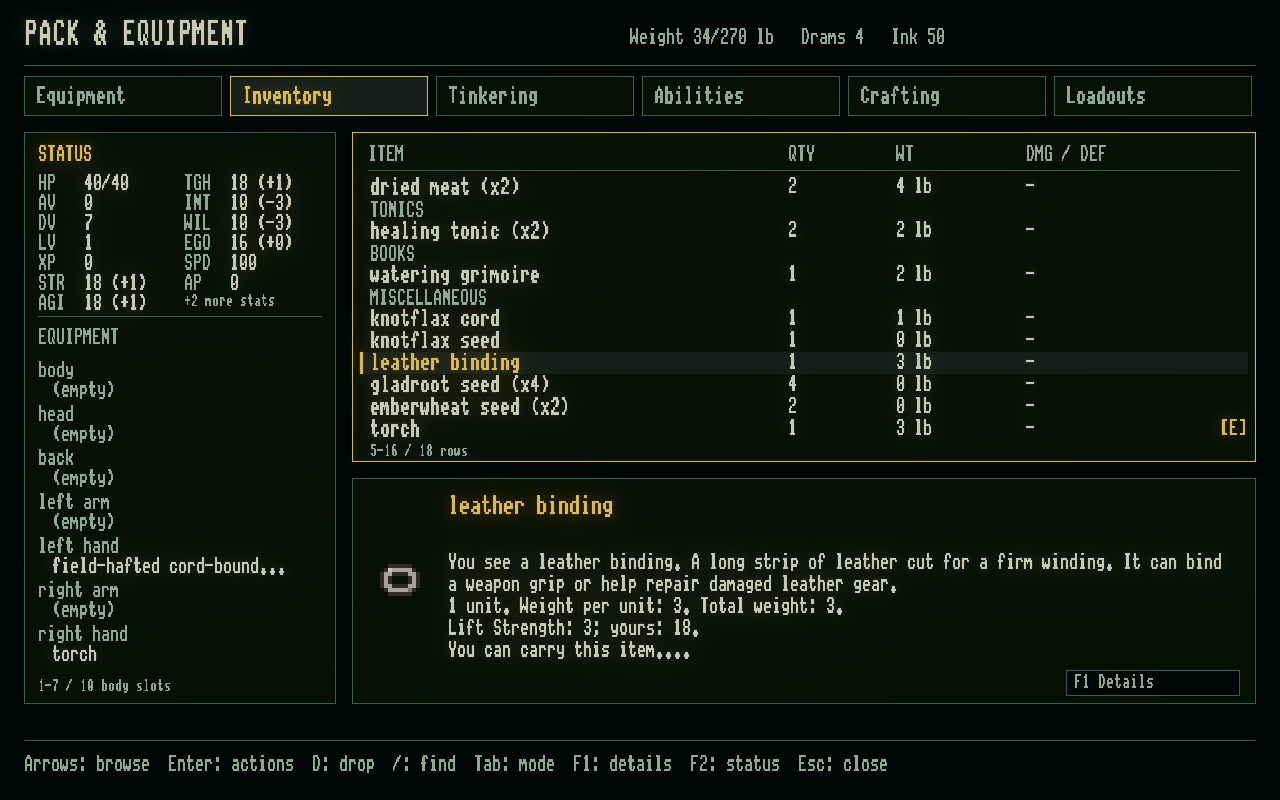 PACK & EQUIPMENT
Weight 34/270 lb Drams 4 Ink 50
Equipment Inventory Tinkering Abilities Crafting Loadouts
STATUS
HP 40/40 TGH 18 (+1)
AV 0 INT 10 (-3)
DV 7 WIL 10 (-3)
LV 1 EGO 16 (+0)
XP 0 SPD 100
STR 18 (+1) AP 0
AGI 18 (+1) +2 more stats
EQUIPMENT
body
(empty)
head
(empty)
back
(empty)
left arm
(empty)
left hand
field-hafted cord-bound...
right arm
(empty)
right hand
torch
1-7 / 10 body slots
ITEM QTY WT DMG / DEF
dried meat (x2) 2 4 lb -
TONICS
healing tonic (x2) 2 2 lb -
BOOKS
watering grimoire 1 2 lb -
MISCELLANEOUS
knotflax cord 1 1 lb -
knotflax seed 1 0 lb -
leather binding 1 3 lb -
gladroot seed (x4) 4 0 lb -
emberwheat seed (x2) 2 0 lb -
torch 1 3 lb - [E]
5-16 / 18 rows
leather binding
You see a leather binding. A long strip of leather cut for a firm winding. It can bind
a weapon grip or help repair damaged leather gear.
1 unit. Weight per unit: 3. Total weight: 3.
Lift Strength: 3; yours: 18.
You can carry this item....
F1 Details
Arrows: browse Enter: actions D: drop /: find Tab: mode F1: details F2: status Esc: close